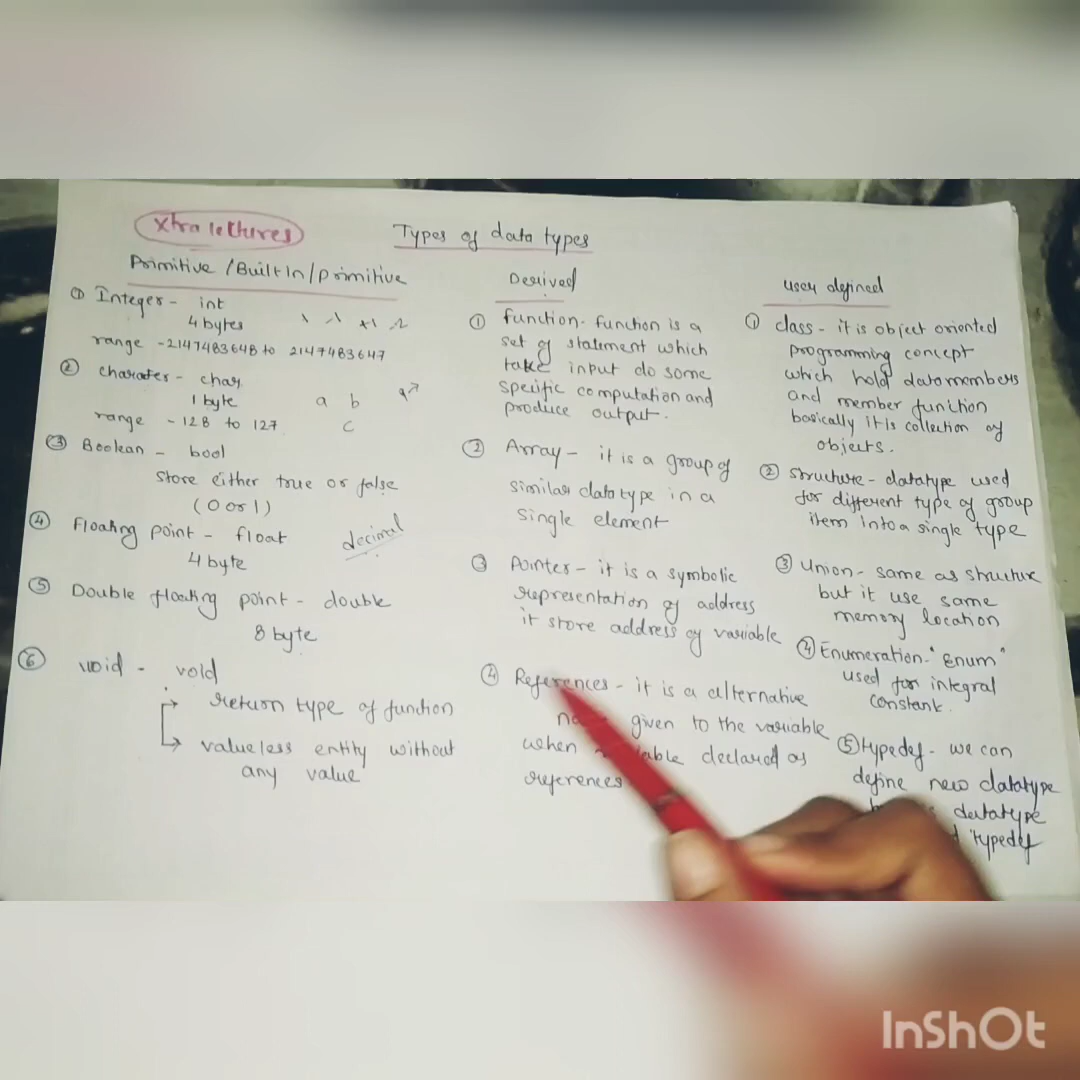 Xtra lectures
Types of data types
Primitive / Built In / primitive
① Integer - int
4 bytes
range -2147483648 to 2147483647
② charater - char
1 byte
a b
c
range -128 to 127
③ Boolean - bool
store either true or false
(0 or 1)
④ Floating point - float
decimal
4 byte
⑤ Double floating point - double
8 byte
⑥ void - void
return type of function
valueless entity without
any value
Derived
① function - function is a
set of statement which
take input do some
specific computation and
produce output.
② Array - it is a group of
similar data type in a
single element
③ Pointer - it is a symbolic
representation of address
it store address of variable
④ References - it is a alternative
given to the variable
when declared as
references
user defined
① class - it is object oriented
programming concept
which hold datamembers
and member function
basically it is collection of
objects.
② structure - datatype used
for different type of group
item into a single type
③ Union - same as structure
but it use same
memory location
④ Enumeration - "enum"
used for integral
constant.
⑤ typedef - we can
define new datatype
datatype
typedef
InShOt